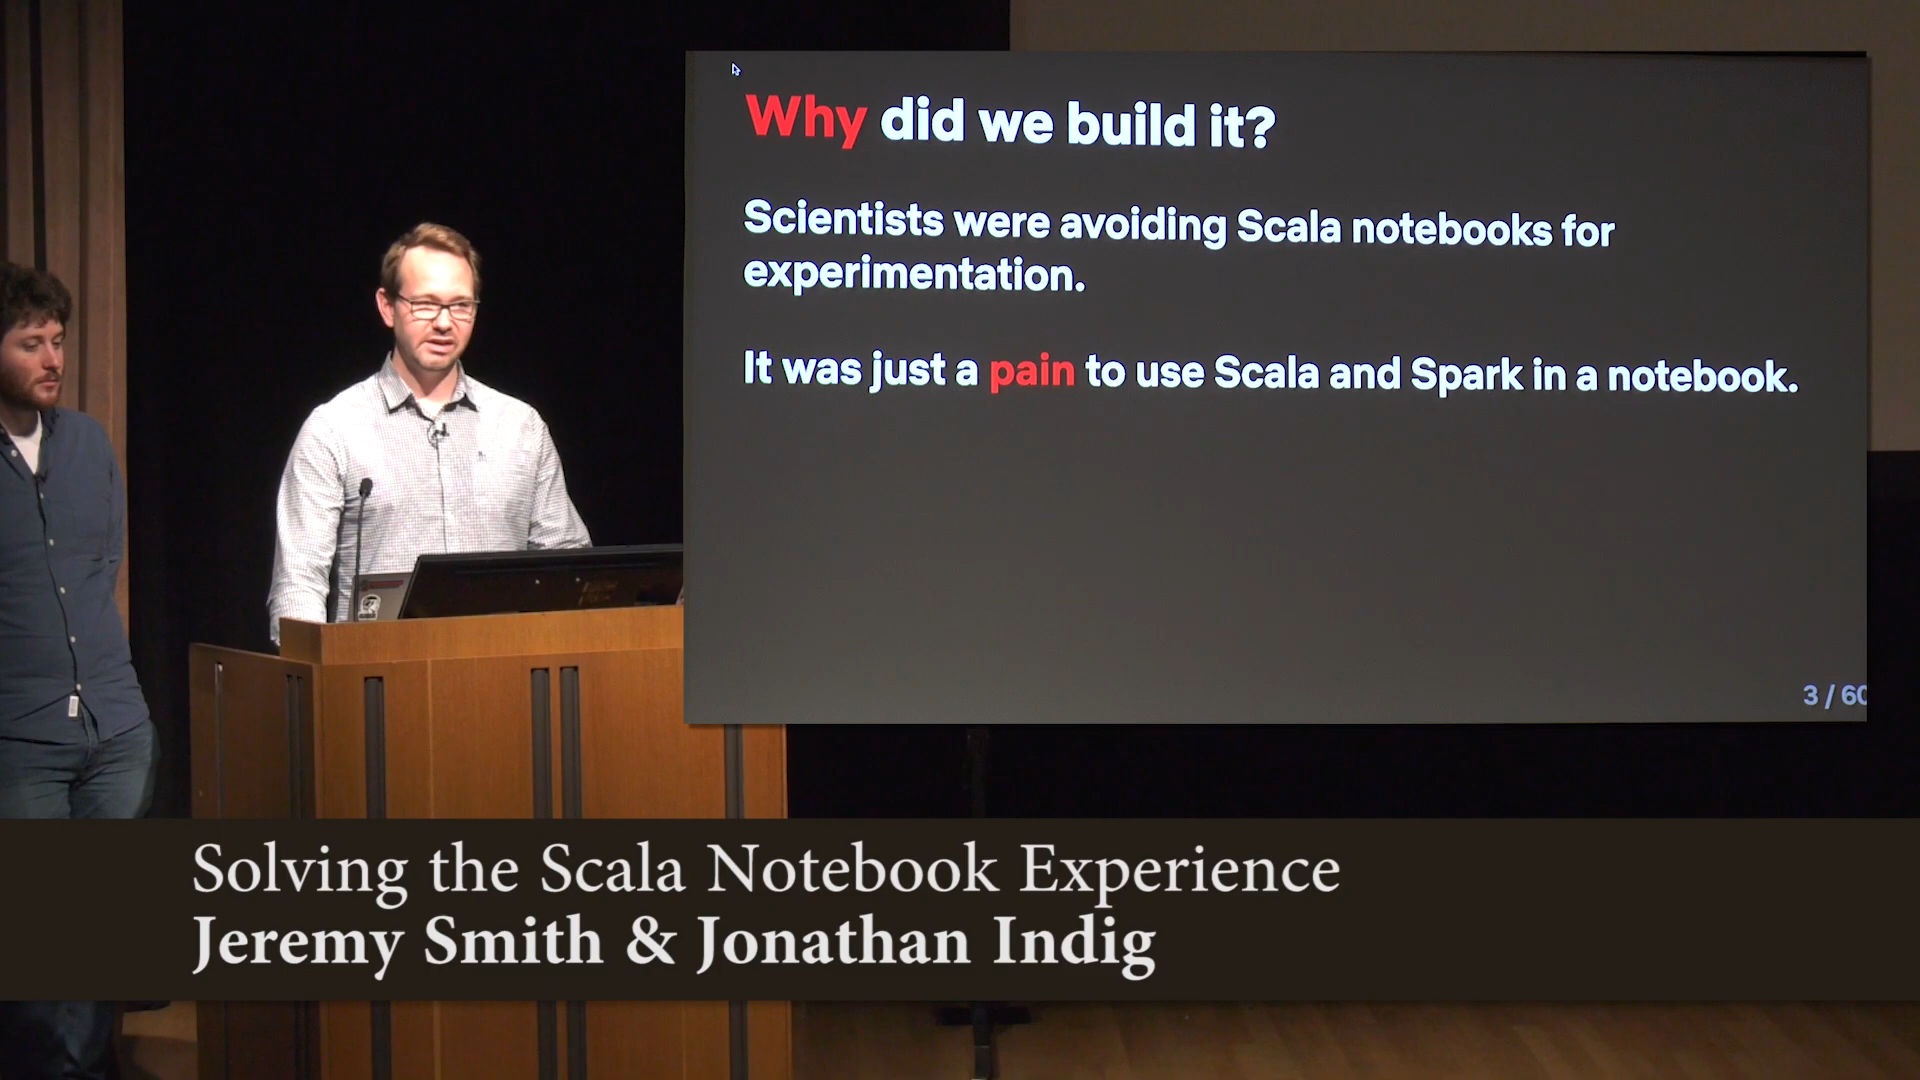 Why did we build it?
Scientists were avoiding Scala notebooks for
experimentation.
It was just a pain to use Scala and Spark in a notebook.
3 / 60
Solving the Scala Notebook Experience
Jeremy Smith & Jonathan Indig